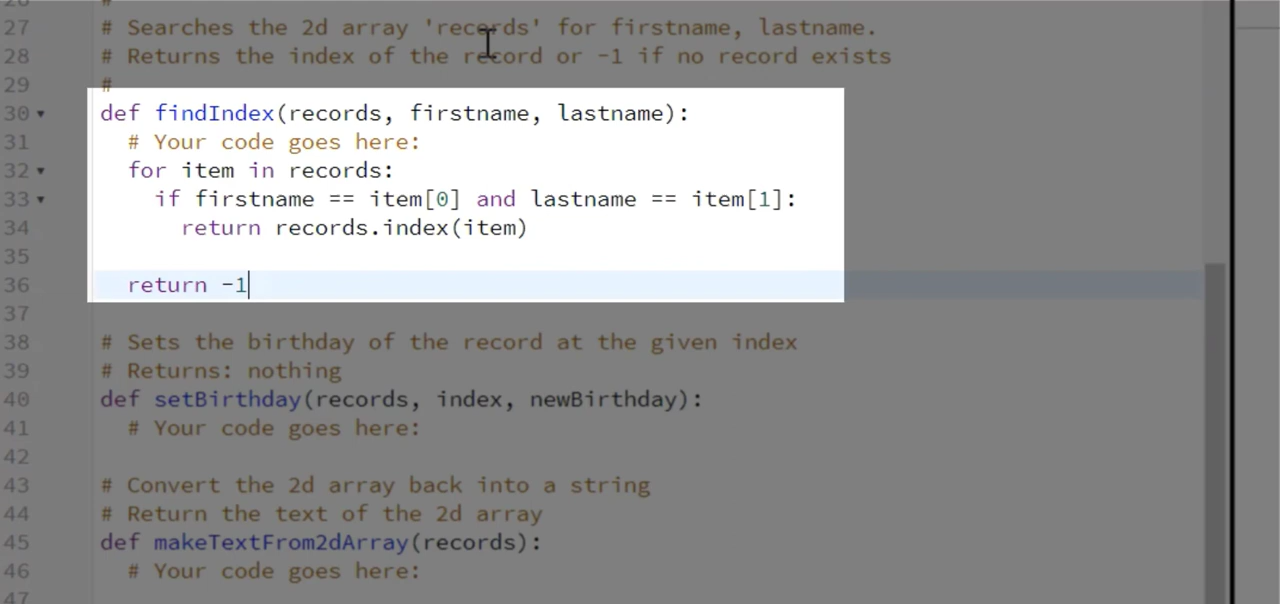 26 #
27 # Searches the 2d array 'records' for firstname, lastname.
28 # Returns the index of the record or -1 if no record exists
29 #
30 def findIndex(records, firstname, lastname):
31 # Your code goes here:
32 for item in records:
33 if firstname == item[0] and lastname == item[1]:
34 return records.index(item)
35
36 return -1
37
38 # Sets the birthday of the record at the given index
39 # Returns: nothing
40 def setBirthday(records, index, newBirthday):
41 # Your code goes here:
42
43 # Convert the 2d array back into a string
44 # Return the text of the 2d array
45 def makeTextFrom2dArray(records):
46 # Your code goes here:
47